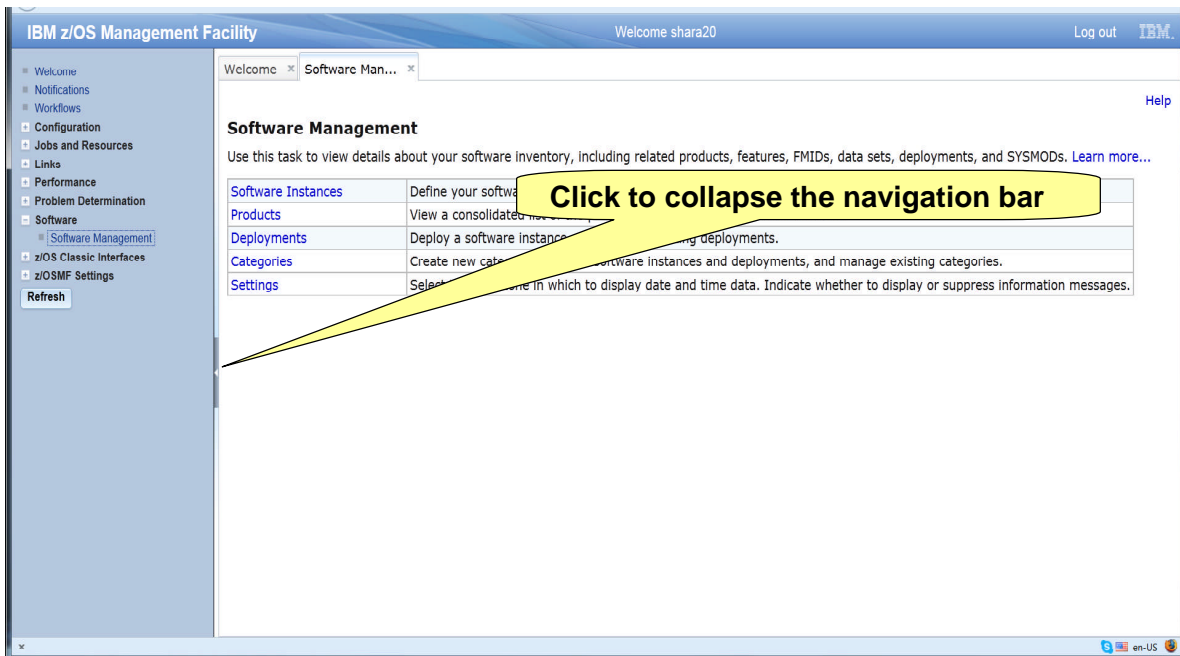 IBM z/OS Management Facility
Welcome shara20
Log out
IBM.
Welcome
Notifications
Workflows
Configuration
Jobs and Resources
Links
Performance
Problem Determination
Software
Software Management
z/OS Classic Interfaces
z/OSMF Settings
Refresh
Welcome
Software Man...
Help
Software Management
Use this task to view details about your software inventory, including related products, features, FMIDs, data sets, deployments, and SYSMODs. Learn more...
Click to collapse the navigation bar
Software Instances Define your softwa
Products View a consolidated
Deployments Deploy a software instance deployments.
Categories Create new software instances and deployments, and manage existing categories.
Settings Select in which to display date and time data. Indicate whether to display or suppress information messages.
en-US